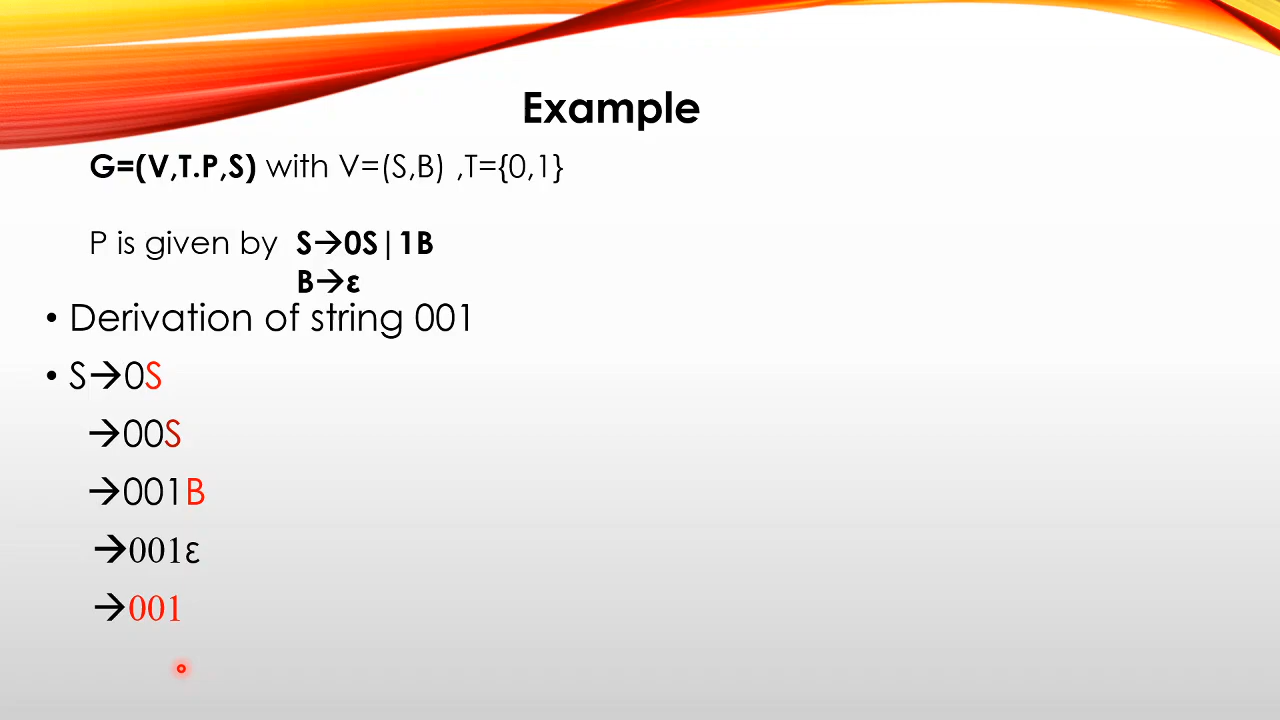 Example
G=(V,T.P,S) with V=(S,B) ,T={0,1}
P is given by S→0S|1B
B→ε
• Derivation of string 001
• S→0S
→00S
→001B
→001ε
→001